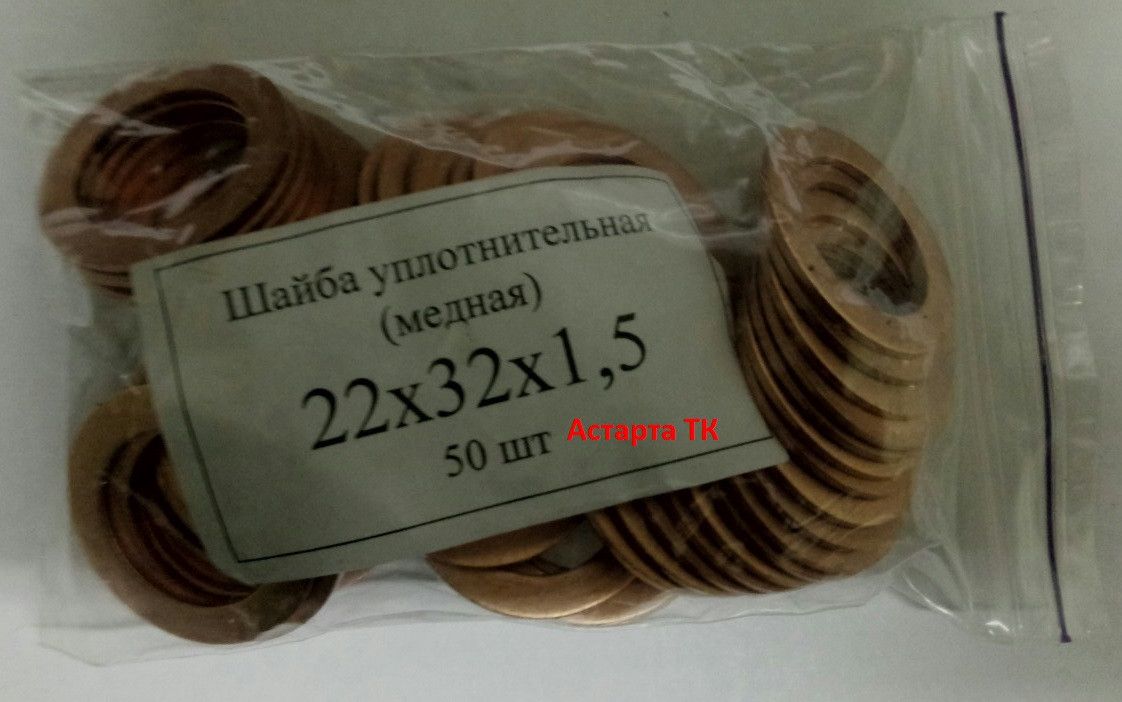 Шайба уплотнительная
(медная)
22х32х1,5
50 шт
Астарта ТК